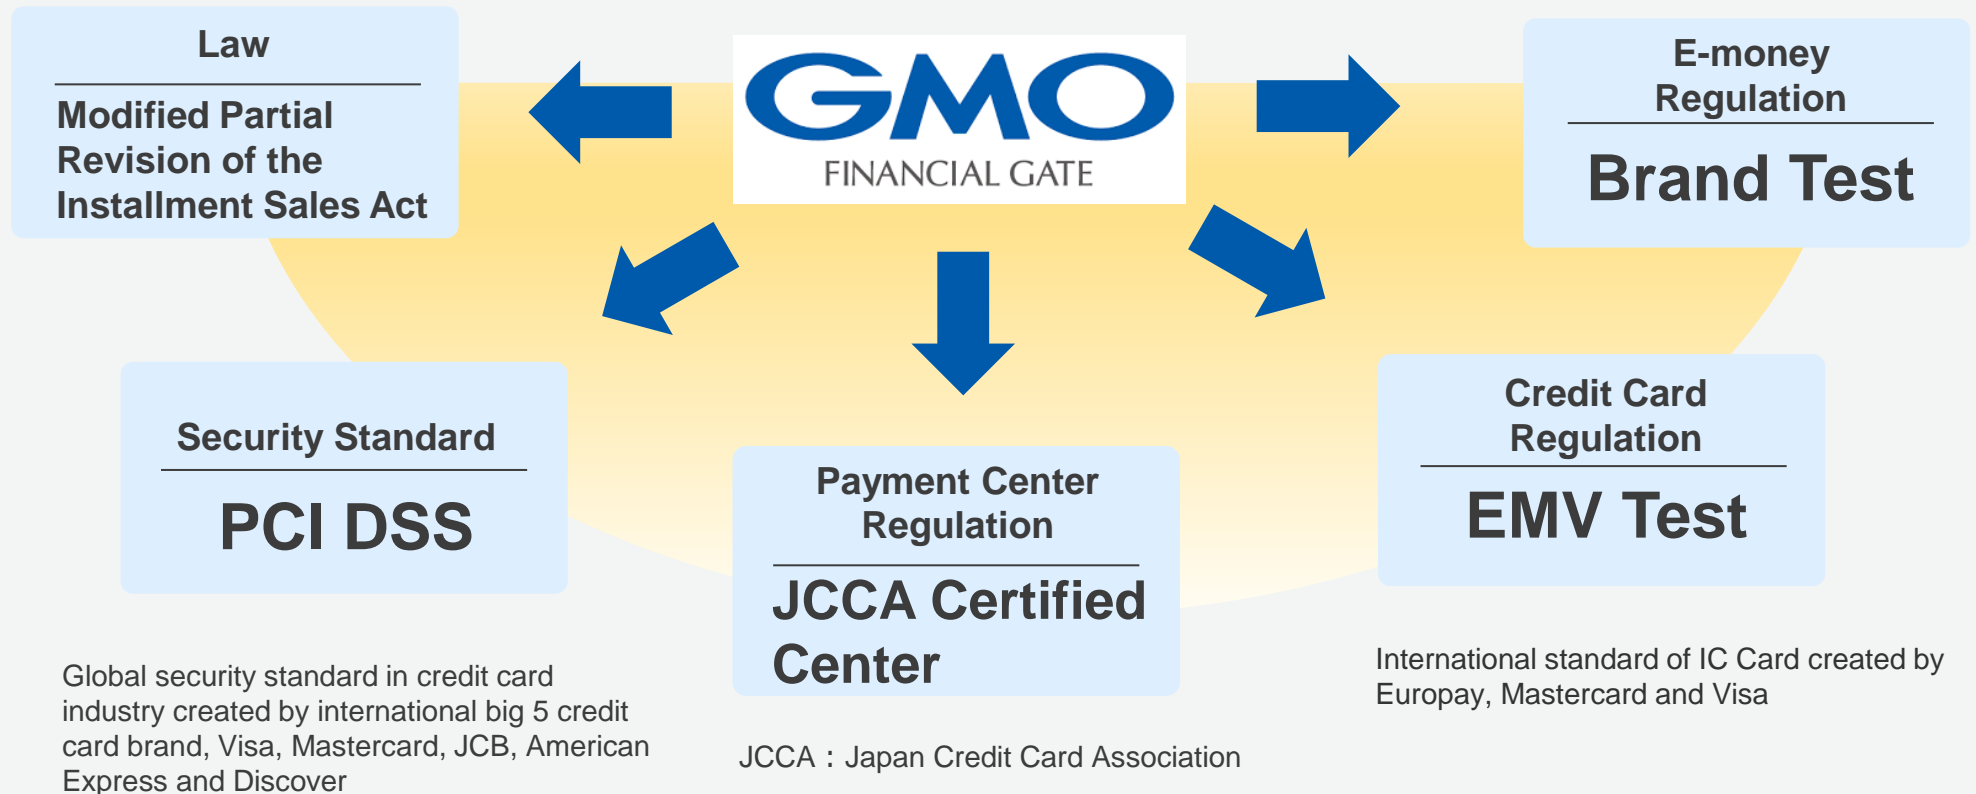 Law
Modified Partial
Revision of the
Installment Sales Act
GMO
FINANCIAL GATE
E-money
Regulation
Brand Test
Security Standard
PCI DSS
Global security standard in credit card
industry created by international big 5 credit
card brand, Visa, Mastercard, JCB, American
Express and Discover
Payment Center
Regulation
JCCA Certified
Center
JCCA：Japan Credit Card Association
Credit Card
Regulation
EMV Test
International standard of IC Card created by
Europay, Mastercard and Visa